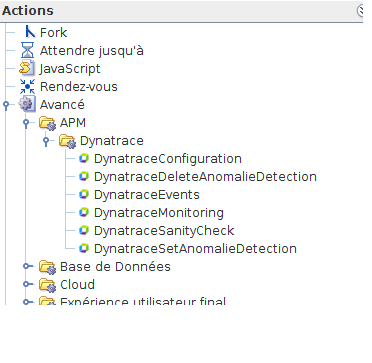 Actions
Fork
Attendre jusqu'à
JavaScript
Rendez-vous
Avancé
APM
Dynatrace
DynatraceConfiguration
DynatraceDeleteAnomalieDetection
DynatraceEvents
DynatraceMonitoring
DynatraceSanityCheck
DynatraceSetAnomalieDetection
Base de Données
Cloud
Expérience utilisateur final